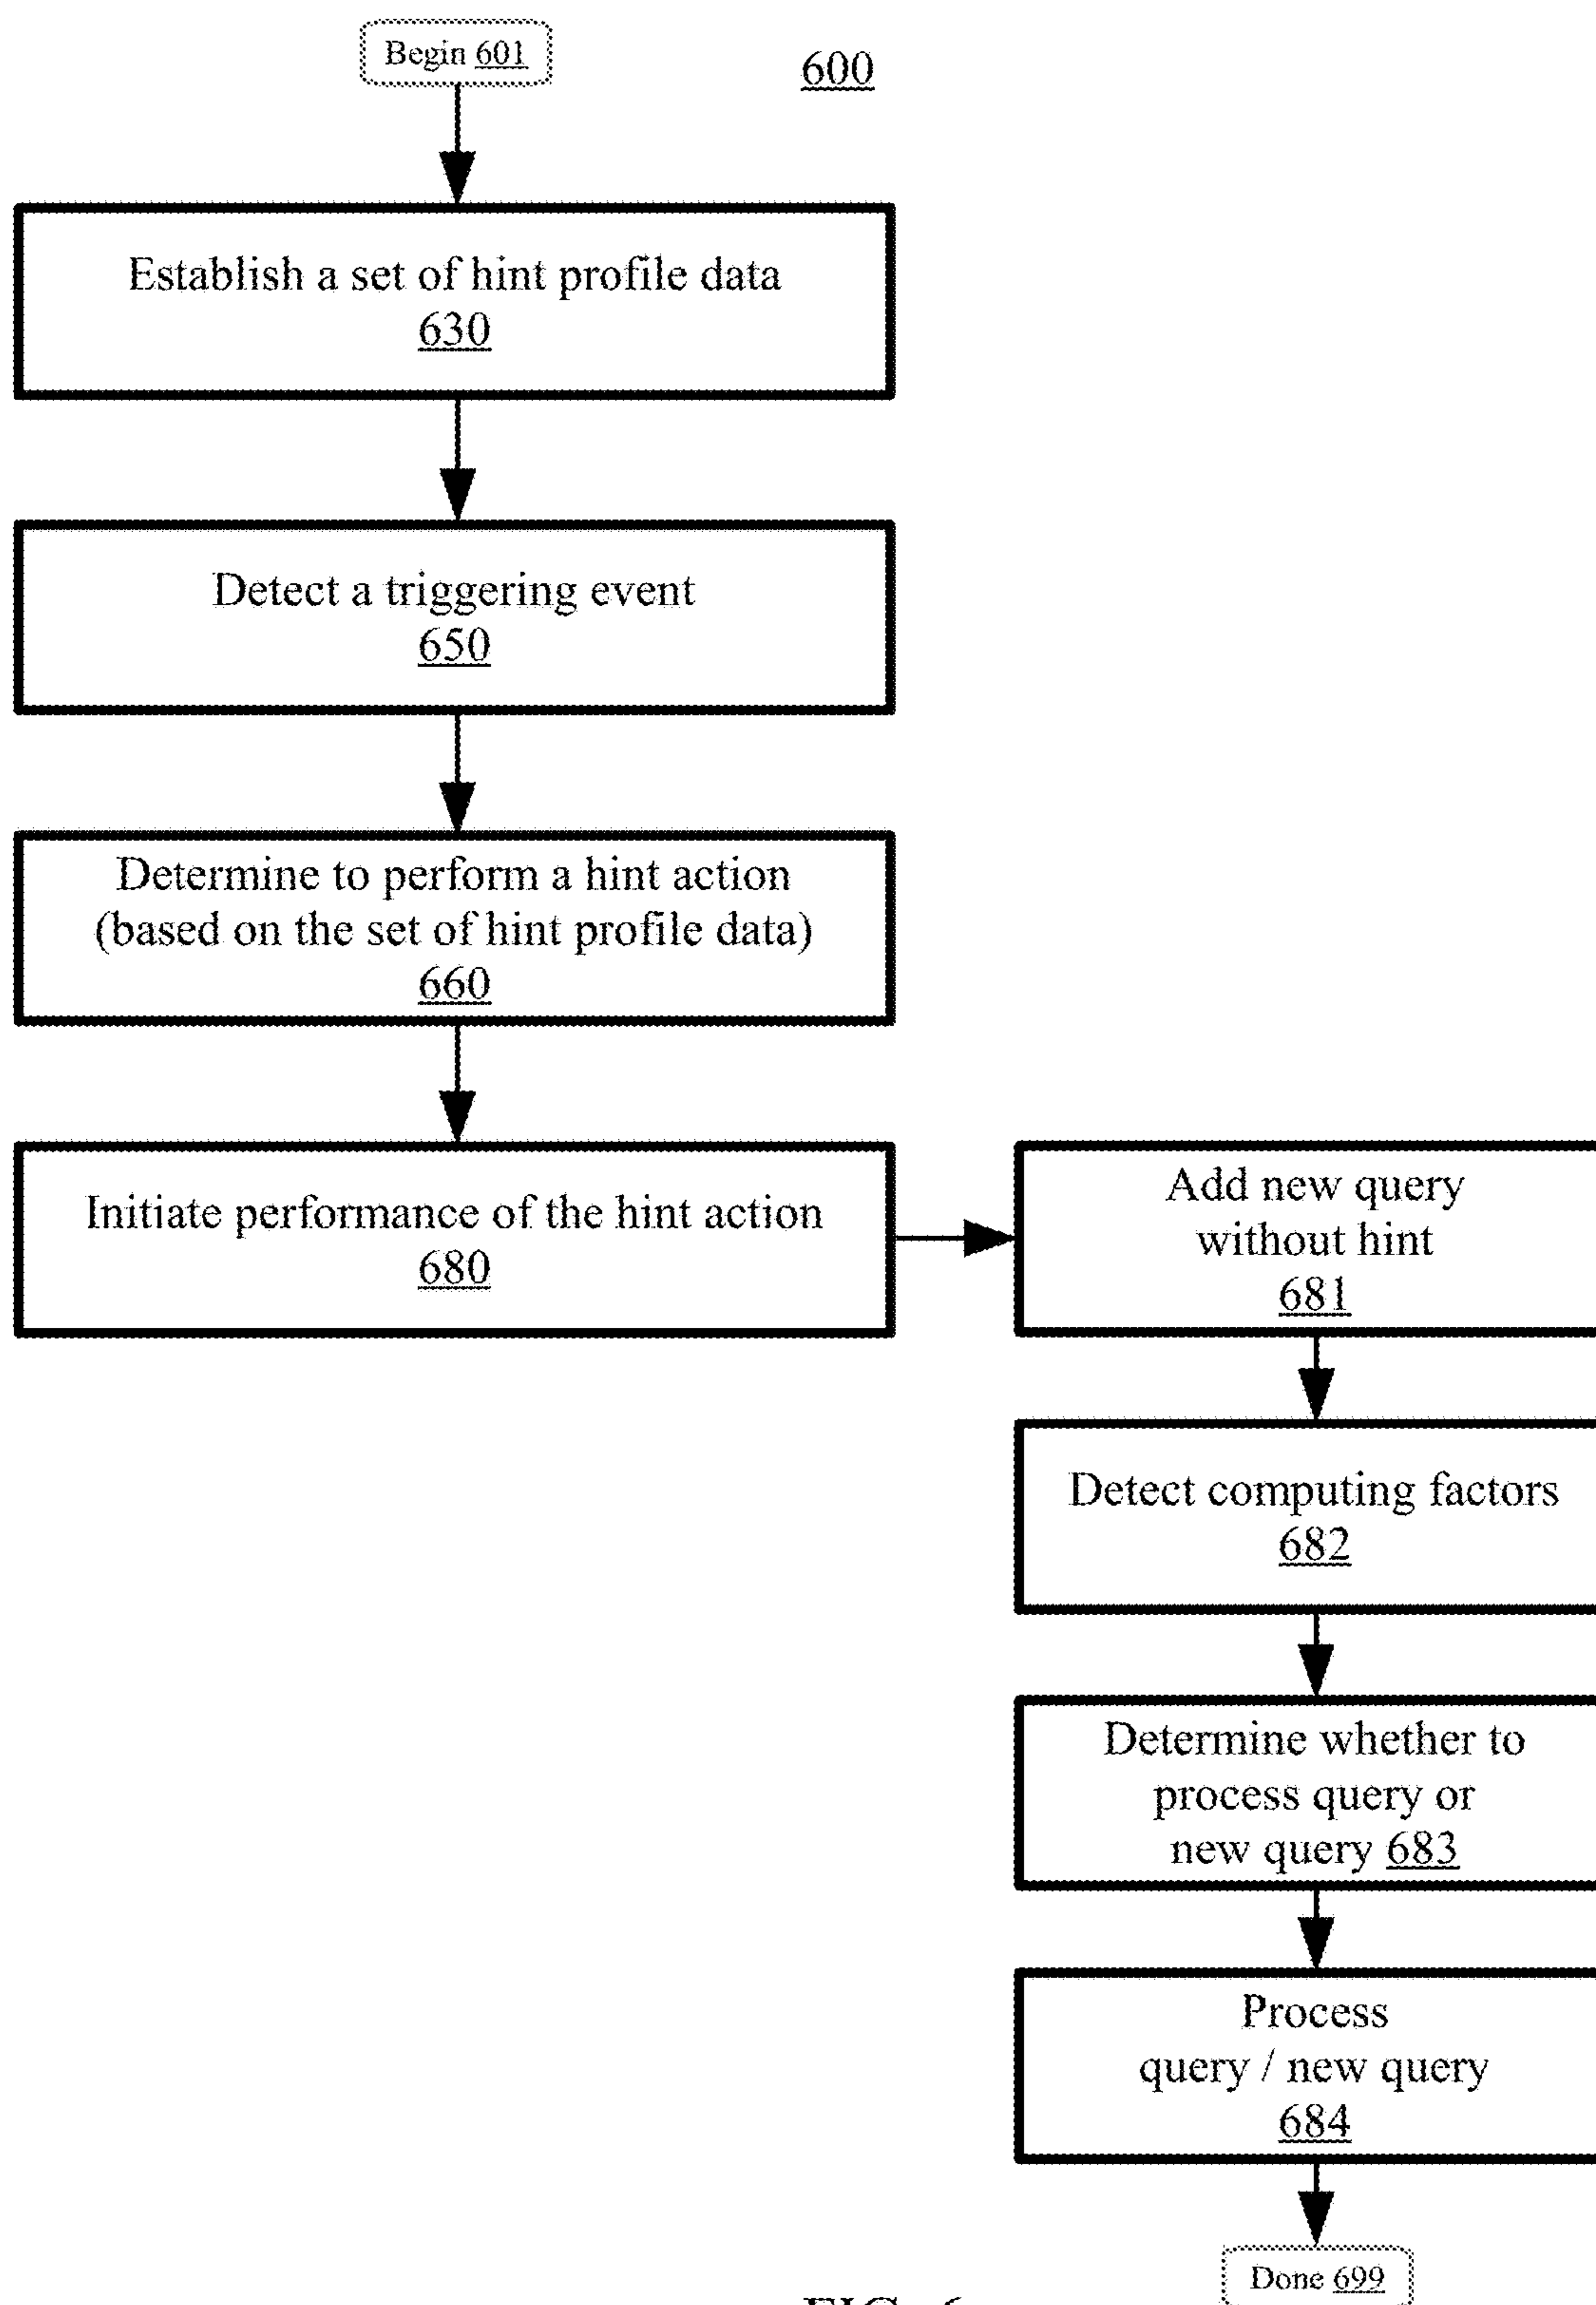 Begin 601
600
Establish a set of hint profile data
630
Detect a triggering event
650
Determine to perform a hint action
(based on the set of hint profile data)
660
Initiate performance of the hint action
680
Add new query
without hint
681
Detect computing factors
682
Determine whether to
process query or
new query 683
Process
query / new query
684
Done 699